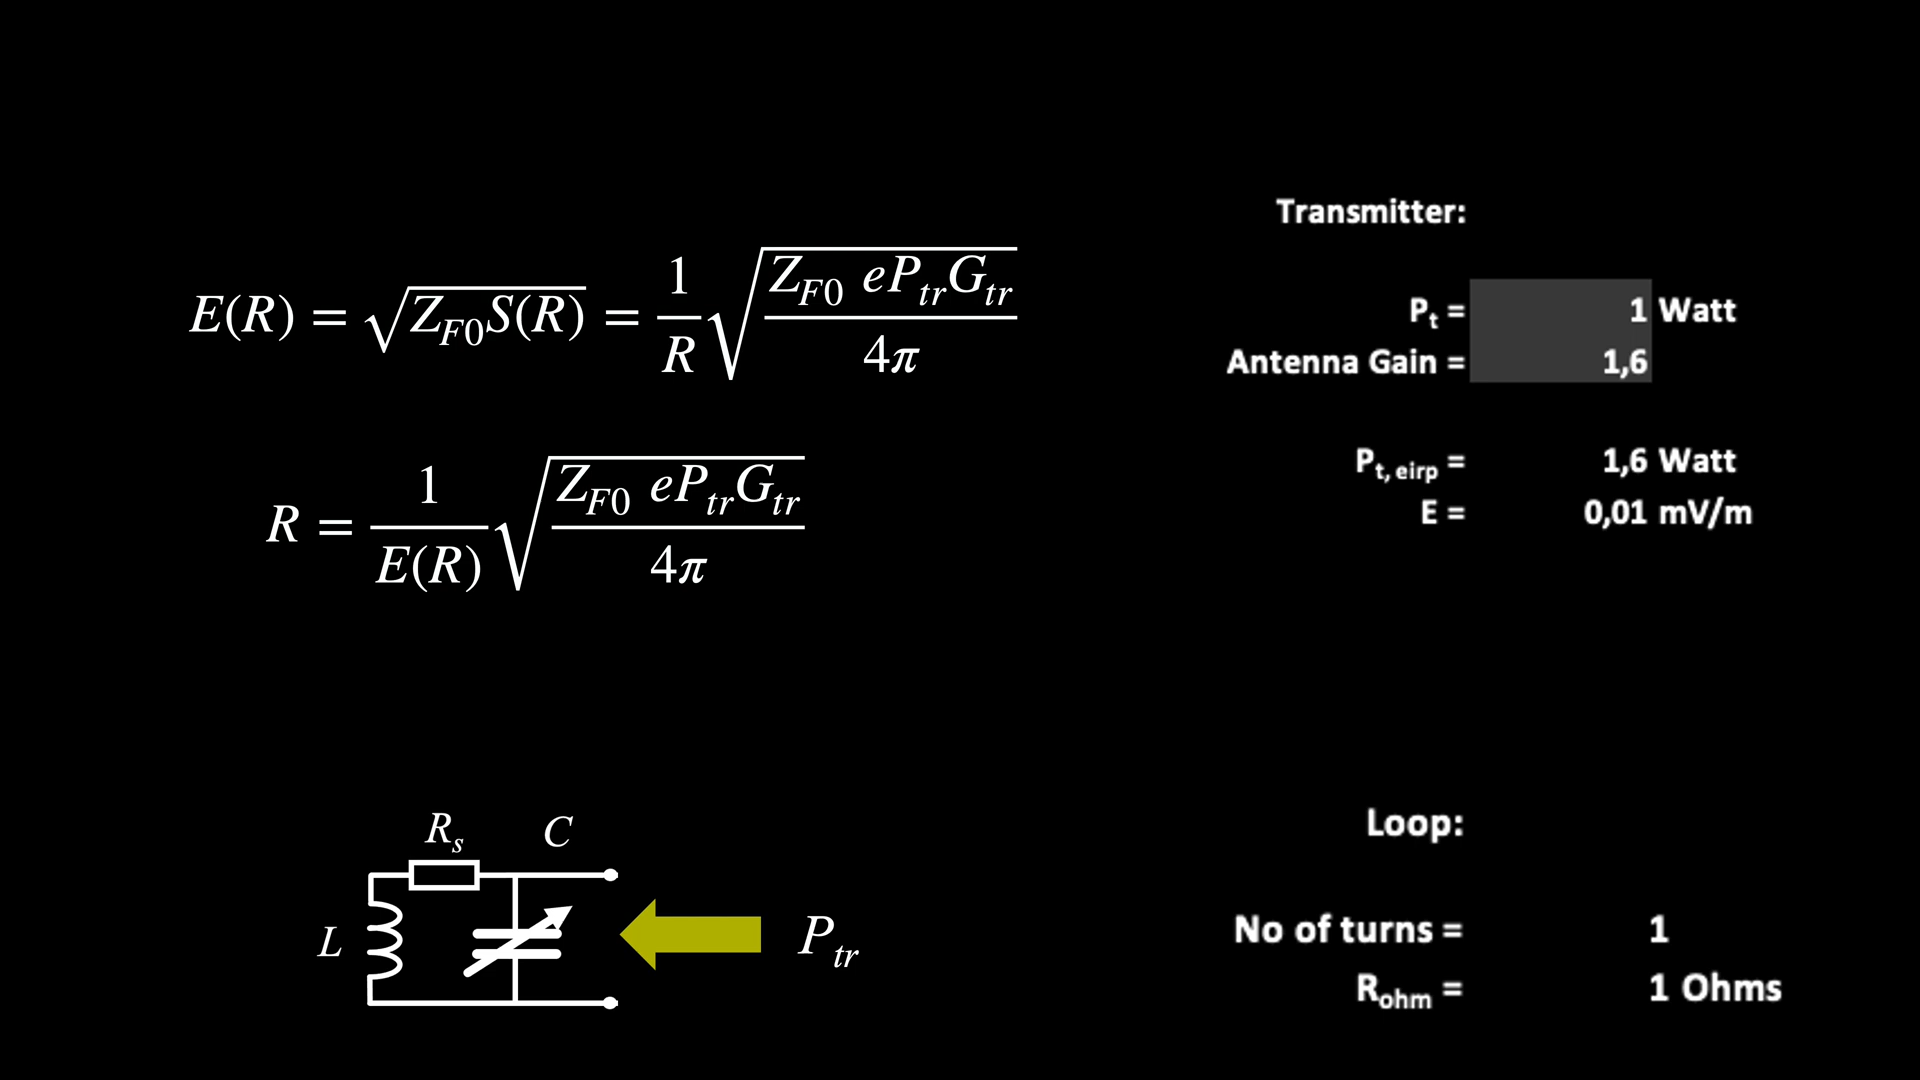 E(R) = √(Z_F0 S(R)) = 1/R √(Z_F0 eP_tr G_tr / 4π)
R = 1/E(R) √(Z_F0 eP_tr G_tr / 4π)
R_s C
L
P_tr
Transmitter:
P_t = 1 Watt
Antenna Gain = 1,6
P_t, eirp = 1,6 Watt
E = 0,01 mV/m
Loop:
No of turns = 1
R_ohm = 1 Ohms